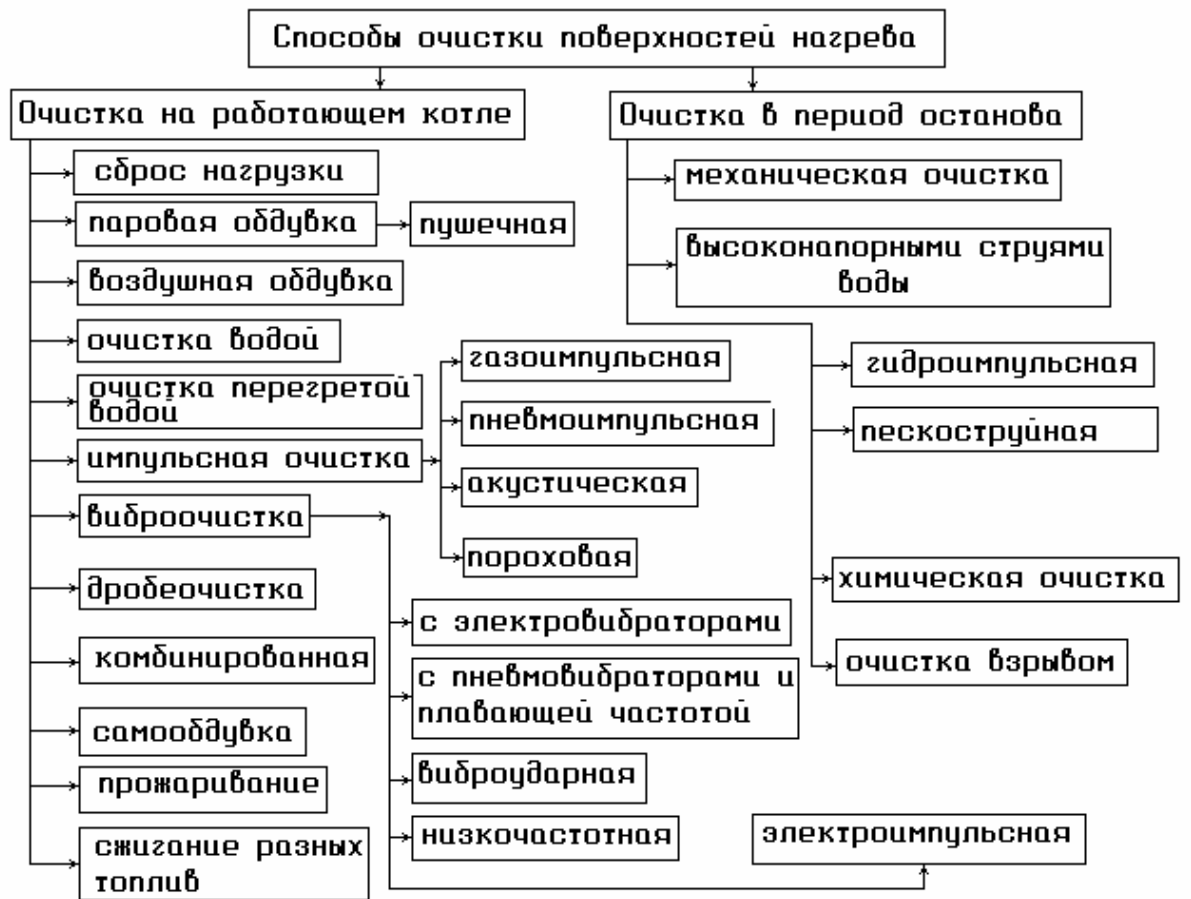 Способы очистки поверхностей нагрева
Очистка на работающем котле
сброс нагрузки
паровая обдувка
пушечная
воздушная обдувка
очистка водой
очистка перегретой
водой
импульсная очистка
газоимпульсная
пневмоимпульсная
акустическая
пороховая
виброочистка
с электровибраторами
с пневмовибраторами и
плавающей частотой
виброударная
низкочастотная
электроимпульсная
дробеочистка
комбинированная
самообдувка
прожаривание
сжигание разных
топлив
Очистка в период останова
механическая очистка
высоконапорными струями
воды
гидроимпульсная
пескоструйная
химическая очистка
очистка взрывом